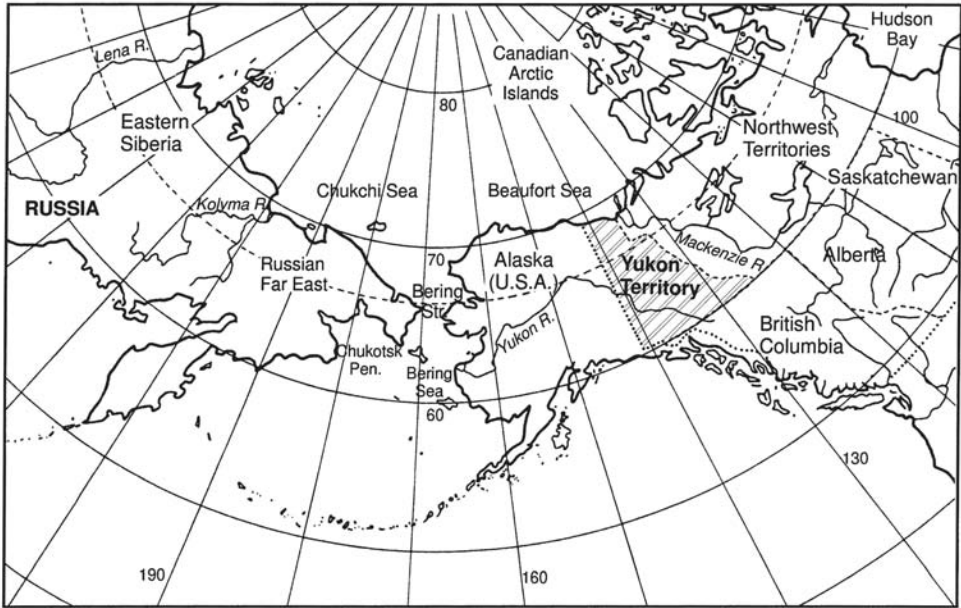 Lena R.
Hudson
Bay
Canadian
Arctic
Islands
80
100
Eastern
Siberia
Northwest
Territories
Saskatchewan
RUSSIA
Kolyma R.
Chukchi Sea
Beaufort Sea
Mackenzie R.
Alberta
70
Alaska
(U.S.A.)
Yukon
Territory
Russian
Far East
Bering
Str.
Yukon R.
British
Columbia
Chukotsk
Pen.
Bering
Sea
60
130
190
160